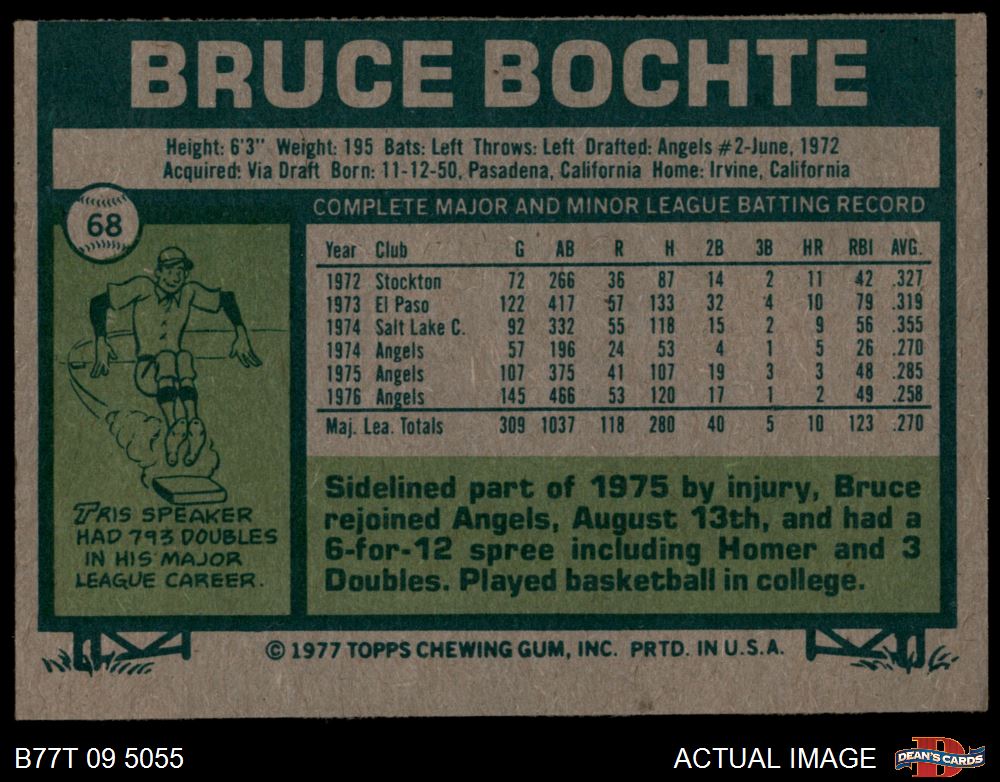 BRUCE BOCHTE
Height: 6'3" Weight: 195 Bats: Left Throws: Left Drafted: Angels #2-June, 1972
Acquired: Via Draft Born: 11-12-50, Pasadena, California Home: Irvine, California
68
COMPLETE MAJOR AND MINOR LEAGUE BATTING RECORD
Year Club G AB R H 2B 3B HR RBI AVG.
1972 Stockton 72 266 36 87 14 2 11 42 .327
1973 El Paso 122 417 57 133 32 4 10 79 .319
1974 Salt Lake C. 92 332 55 118 15 2 9 56 .355
1974 Angels 57 196 24 53 4 1 5 26 .270
1975 Angels 107 375 41 107 19 3 3 48 .285
1976 Angels 145 466 53 120 17 1 2 49 .258
Maj. Lea. Totals 309 1037 118 280 40 5 10 123 .270
TRIS SPEAKER
HAD 793 DOUBLES
IN HIS MAJOR
LEAGUE CAREER.
Sidelined part of 1975 by injury, Bruce
rejoined Angels, August 13th, and had a
6-for-12 spree including Homer and 3
Doubles. Played basketball in college.
© 1977 TOPPS CHEWING GUM, INC. PRTD. IN U.S.A.
B77T 09 5055
ACTUAL IMAGE
D
DEAN'S CARDS